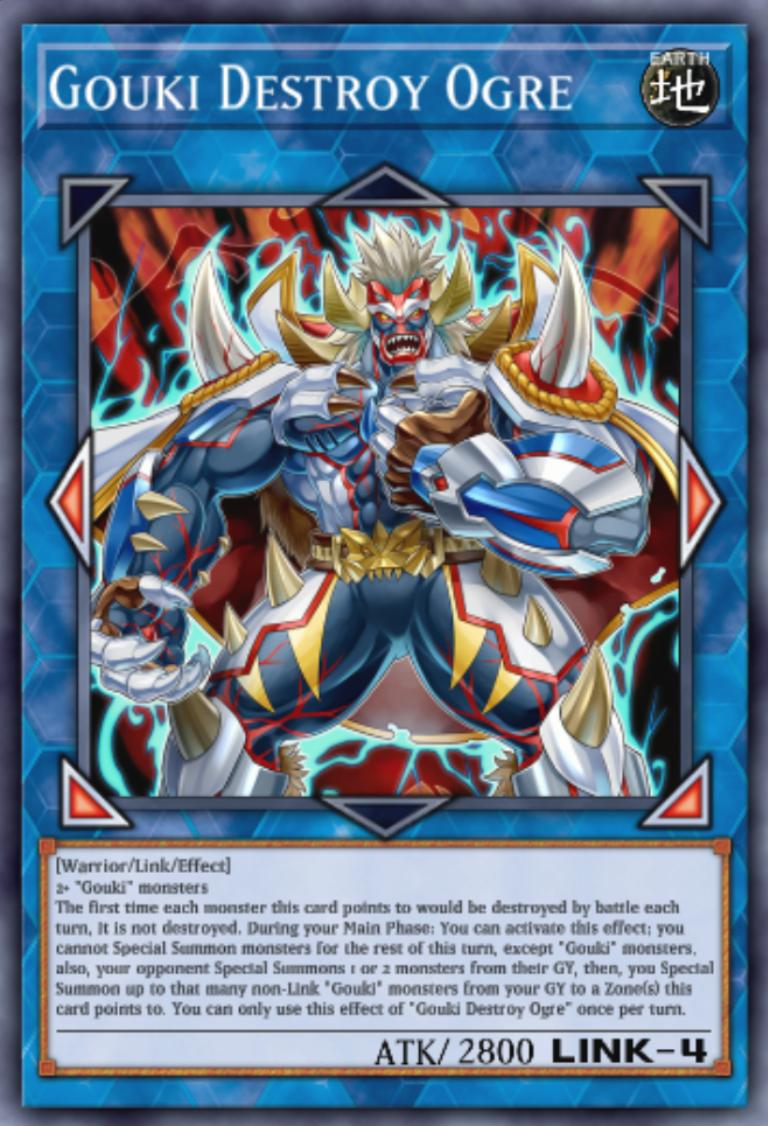 GOUKI DESTROY OGRE
EARTH
地
[Warrior/Link/Effect]
2+ "Gouki" monsters
The first time each monster this card points to would be destroyed by battle each
turn, it is not destroyed. During your Main Phase: You can activate this effect; you
cannot Special Summon monsters for the rest of this turn, except "Gouki" monsters,
also, your opponent Special Summons 1 or 2 monsters from their GY, then, you Special
Summon up to that many non-Link "Gouki" monsters from your GY to a Zone(s) this
card points to. You can only use this effect of "Gouki Destroy Ogre" once per turn.
ATK/ 2800 LINK-4